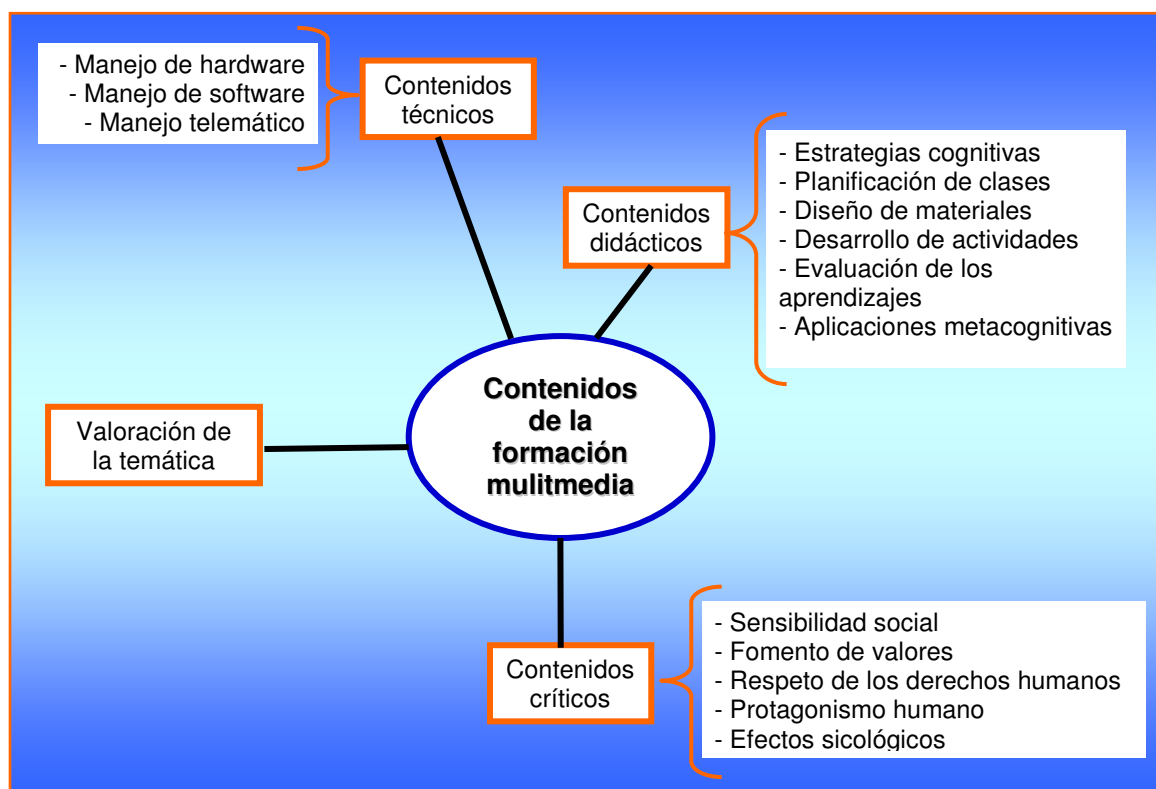 - Manejo de hardware
- Manejo de software
- Manejo telemático
Contenidos
técnicos
Contenidos
didácticos
- Estrategias cognitivas
- Planificación de clases
- Diseño de materiales
- Desarrollo de actividades
- Evaluación de los
aprendizajes
- Aplicaciones metacognitivas
Contenidos
de la
formación
mulitmedia
Valoración de
la temática
Contenidos
críticos
- Sensibilidad social
- Fomento de valores
- Respeto de los derechos humanos
- Protagonismo humano
- Efectos sicológicos